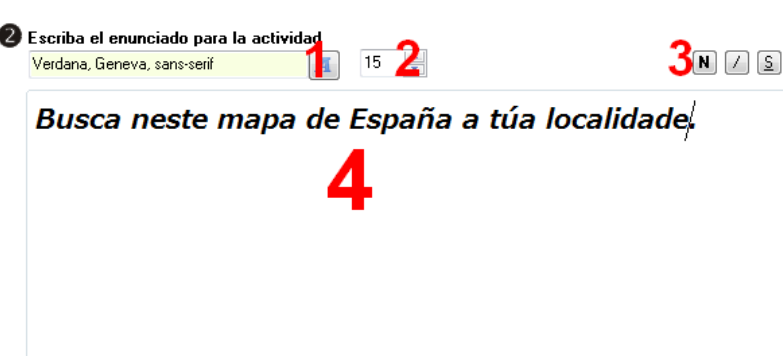 2 Escriba el enunciado para la actividad
Verdana, Geneva, sans-serif 1 A 15 2 3 N / S
Busca neste mapa de España a túa localidade.
4